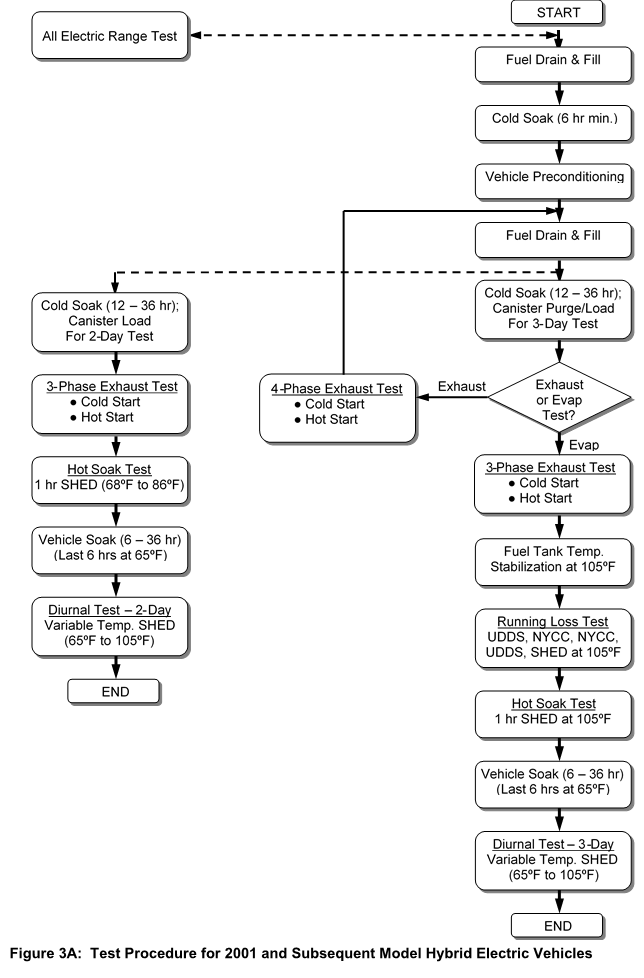 START
All Electric Range Test
Fuel Drain & Fill
Cold Soak (6 hr min.)
Vehicle Preconditioning
Fuel Drain & Fill
Cold Soak (12 – 36 hr);
Canister Load
For 2-Day Test
Cold Soak (12 – 36 hr);
Canister Purge/Load
For 3-Day Test
3-Phase Exhaust Test
● Cold Start
● Hot Start
4-Phase Exhaust Test
● Cold Start
● Hot Start
Exhaust
Exhaust
or Evap
Test?
Evap
Hot Soak Test
1 hr SHED (68ºF to 86ºF)
3-Phase Exhaust Test
● Cold Start
● Hot Start
Vehicle Soak (6 – 36 hr)
(Last 6 hrs at 65ºF)
Fuel Tank Temp.
Stabilization at 105ºF
Diurnal Test – 2-Day
Variable Temp. SHED
(65ºF to 105ºF)
Running Loss Test
UDDS, NYCC, NYCC,
UDDS, SHED at 105ºF
END
Hot Soak Test
1 hr SHED at 105ºF
Vehicle Soak (6 – 36 hr)
(Last 6 hrs at 65ºF)
Diurnal Test – 3-Day
Variable Temp. SHED
(65ºF to 105ºF)
END
Figure 3A: Test Procedure for 2001 and Subsequent Model Hybrid Electric Vehicles